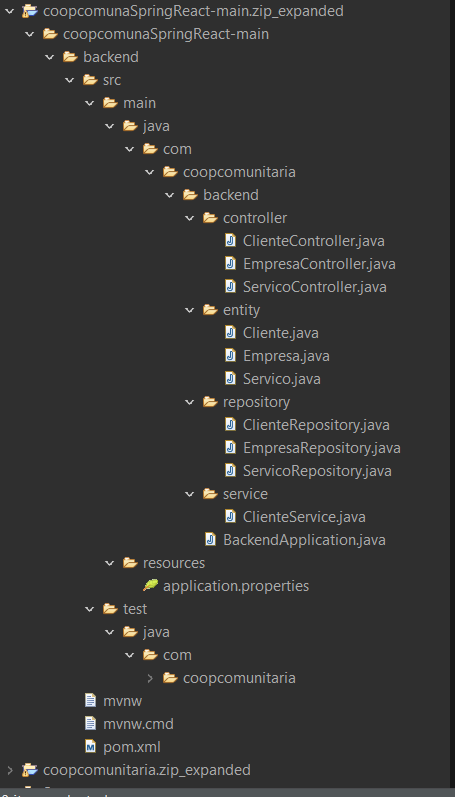 coopcomunaSpringReact-main.zip_expanded
coopcomunaSpringReact-main
backend
src
main
java
com
coopcomunitaria
backend
controller
ClienteController.java
EmpresaController.java
ServicoController.java
entity
Cliente.java
Empresa.java
Servico.java
repository
ClienteRepository.java
EmpresaRepository.java
ServicoRepository.java
service
ClienteService.java
BackendApplication.java
resources
application.properties
test
java
com
coopcomunitaria
mvnw
mvnw.cmd
pom.xml
coopcomunitaria.zip_expanded